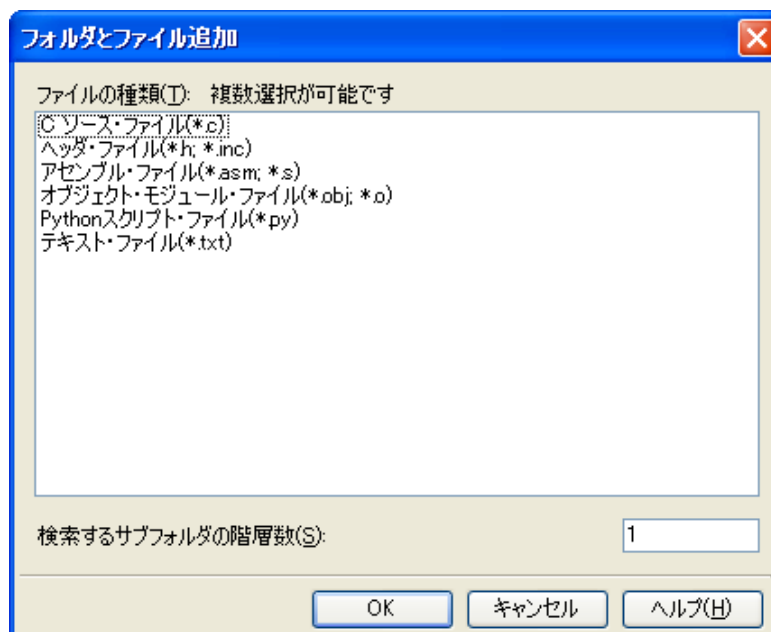 フォルダとファイル追加
ファイルの種類(T): 複数選択が可能です
C ソース・ファイル(*.c)
ヘッダ・ファイル(*.h; *.inc)
アセンブル・ファイル(*.asm; *.s)
オブジェクト・モジュール・ファイル(*.obj; *.o)
Pythonスクリプト・ファイル(*.py)
テキスト・ファイル(*.txt)
検索するサブフォルダの階層数(S): 1
OK キャンセル ヘルプ(H)